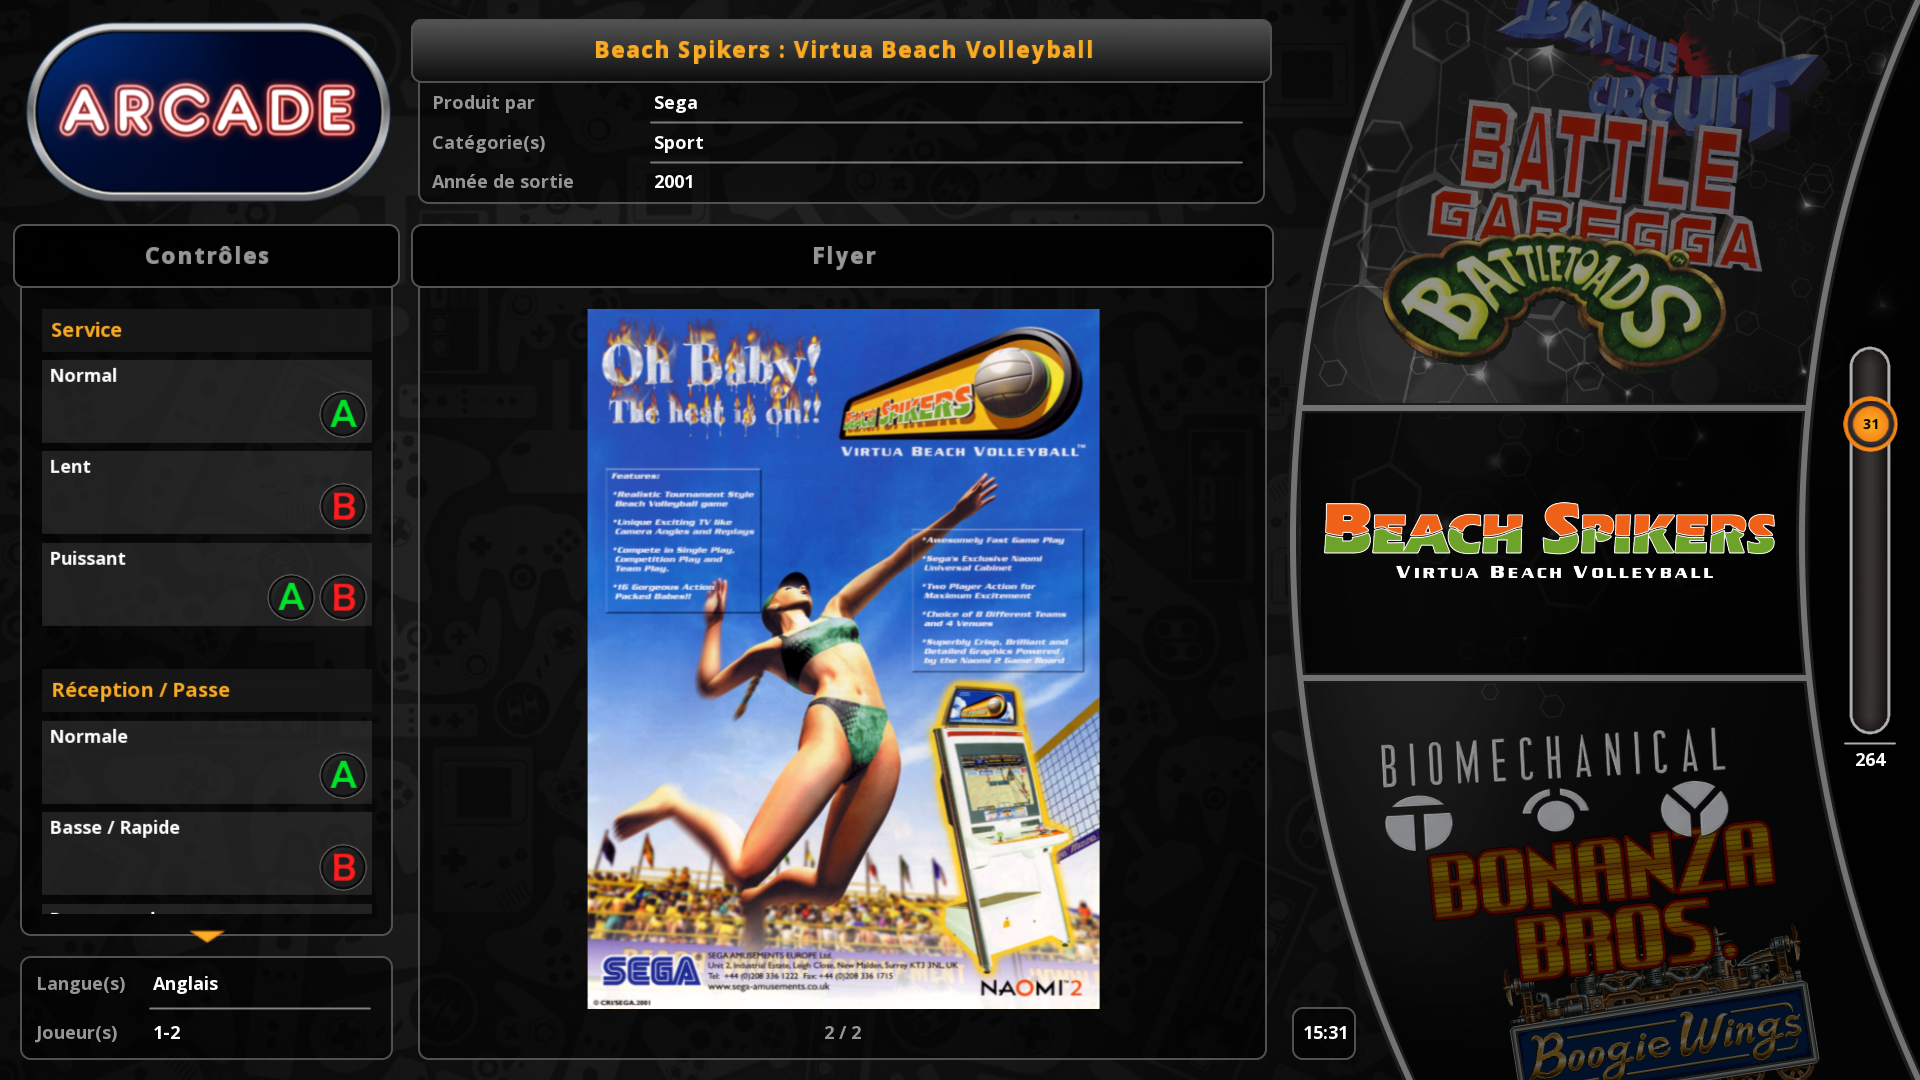 ARCADE
Beach Spikers : Virtua Beach Volleyball
Produit par Sega
Catégorie(s) Sport
Année de sortie 2001
Contrôles
Service
Normal
A
Lent
B
Puissant
A B
Réception / Passe
Normale
A
Basse / Rapide
B
Langue(s) Anglais
Joueur(s) 1-2
Flyer
Oh Baby!
The heat is on!!
BEACH SPIKERS
VIRTUA BEACH VOLLEYBALL™
Features:
*Realistic Tournament Style
Beach Volleyball game
*Unique Exciting TV like
Camera Angles and Replays
*Compete in Single Play,
Competition Play and
Team Play.
*16 Gorgeous Action
Packed Babes!!
*Awesomely Fast Game Play
*Sega's Exclusive Naomi
Universal Cabinet
*Two Player Action for
Maximum Excitement
*Choice of 8 Different Teams
and 4 Venues
*Superbly Crisp, Brilliant and
Detailed Graphics Powered
by the Naomi 2 Game Board
SEGA®
SEGA AMUSEMENTS EUROPE Ltd.
Unit 2, Industrial Estate, Leigh Close, New Malden, Surrey KT3 3NL, UK
Tel: +44 (0)208 336 1222 Fax: +44 (0)208 336 1715
www.sega-amusements.co.uk
© CRI/SEGA, 2001
NAOMI™2
2 / 2
BATTLE
CIRCUIT
BATTLE
GAREGGA
BATTLETOADS™
BEACH SPIKERS
VIRTUA BEACH VOLLEYBALL
BIOMECHANICAL
TOY
BONANZA
BROS.
Boogie Wings
31
264
15:31